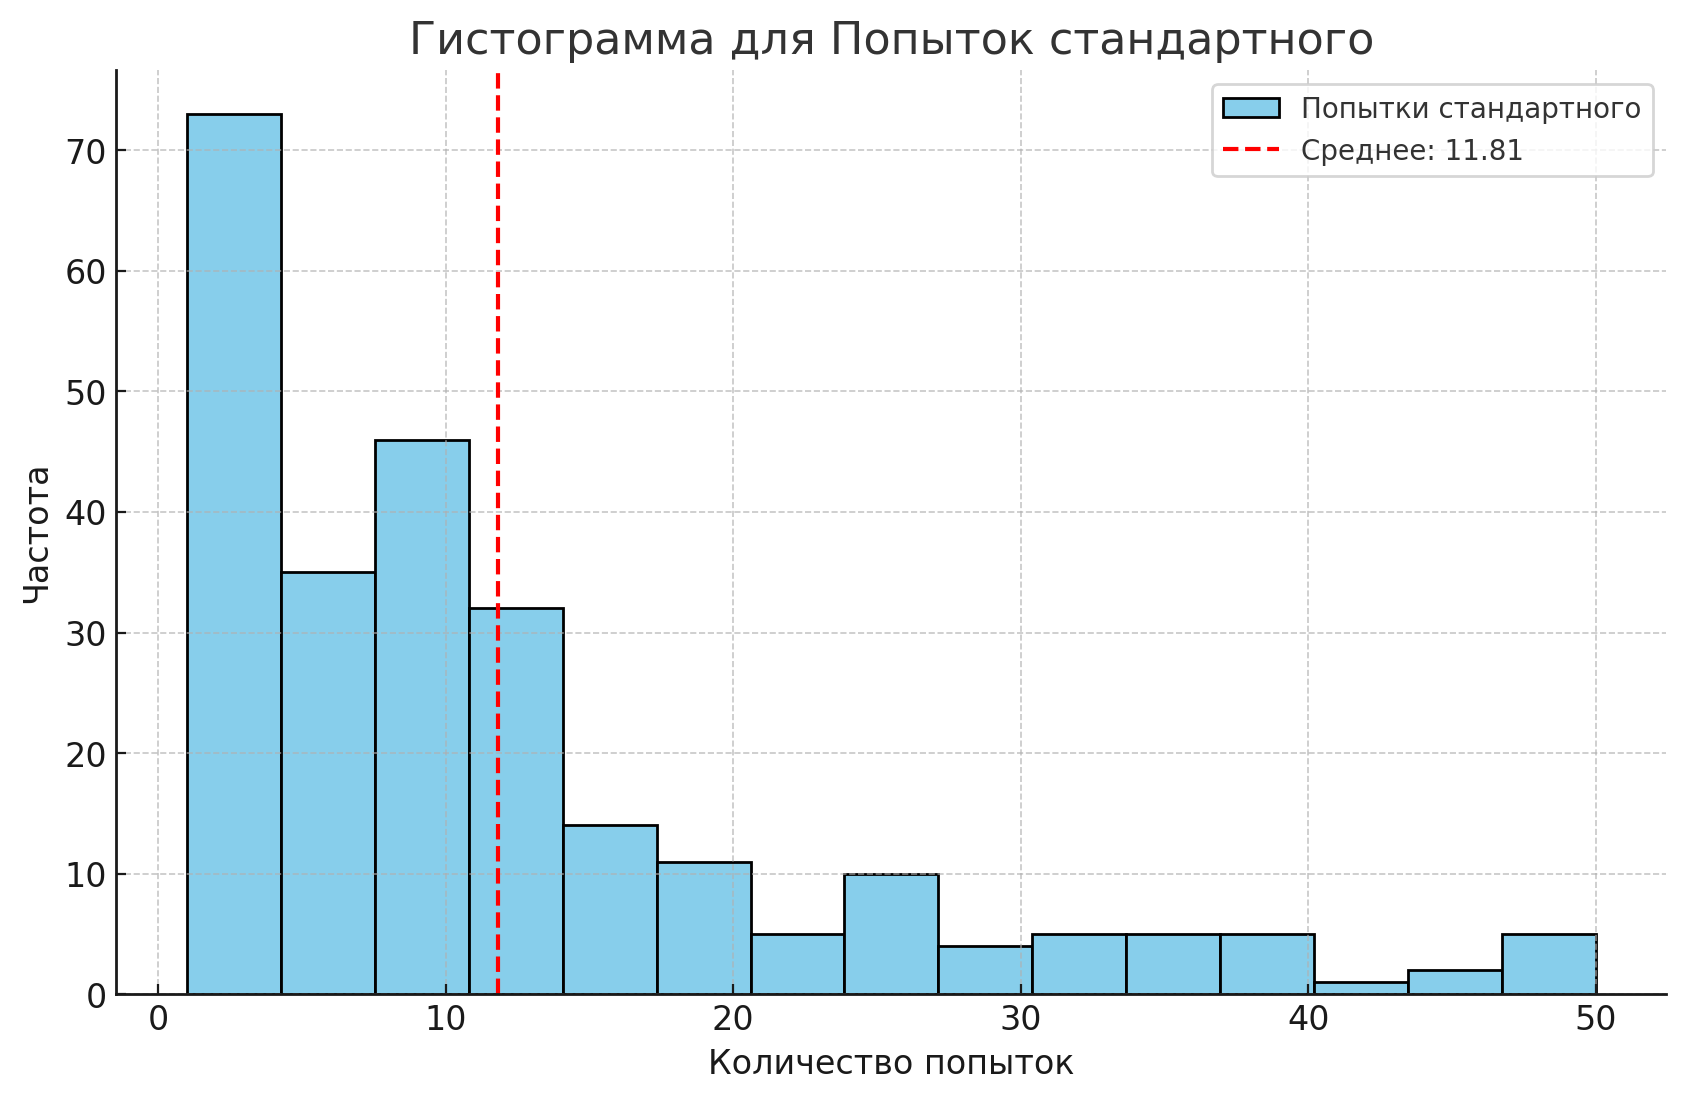 Гистограмма для Попыток стандартного
Попытки стандартного
Среднее: 11.81
Частота
70
60
50
40
30
20
10
0
0 10 20 30 40 50
Количество попыток